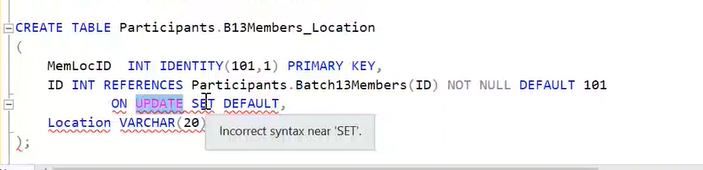 CREATE TABLE Participants.B13Members_Location
(
MemLocID INT IDENTITY(101,1) PRIMARY KEY,
ID INT REFERENCES Participants.Batch13Members(ID) NOT NULL DEFAULT 101
ON UPDATE SET DEFAULT,
Location VARCHAR(20)
Incorrect syntax near 'SET'.
);